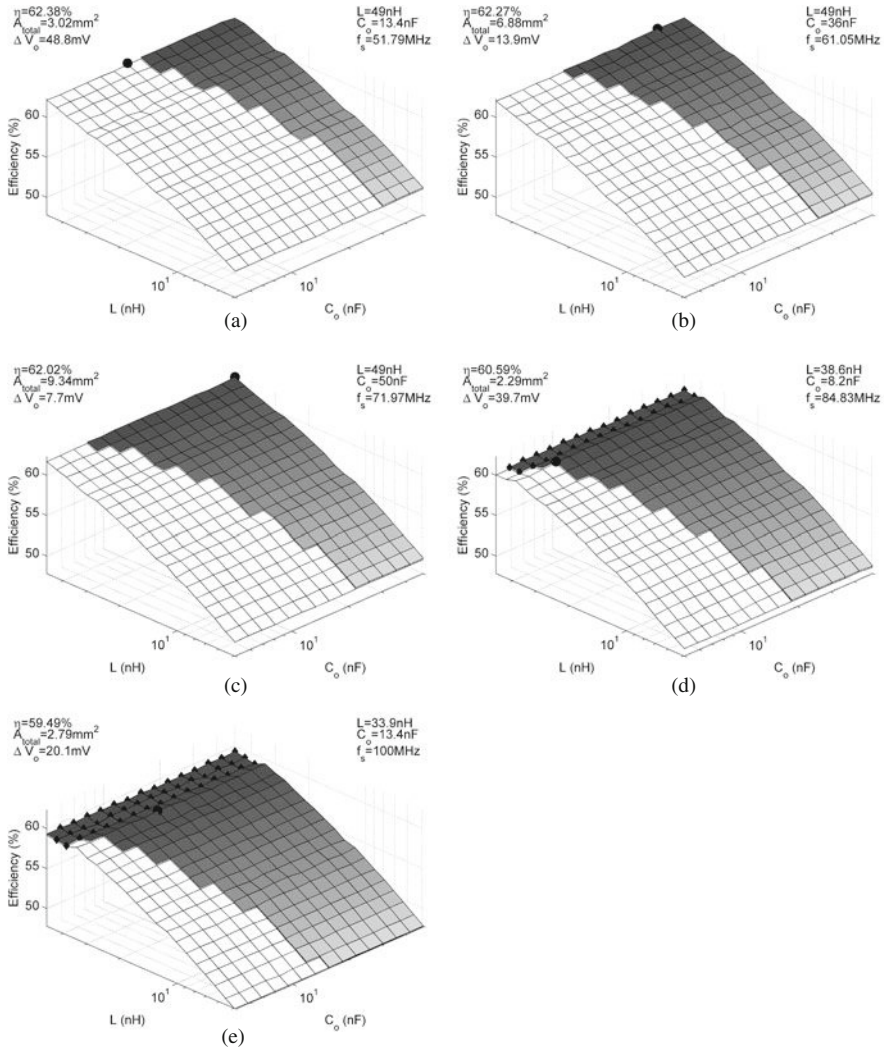 η=62.38%
A_total=3.02mm²
Δ V_o=48.8mV
L=49nH
C_o=13.4nF
f_s=51.79MHz
60
55
50
Efficiency (%)
10¹
10¹
L (nH)
C_o (nF)
(a)
η=62.27%
A_total=6.88mm²
Δ V_o=13.9mV
L=49nH
C_o=36nF
f_s=61.05MHz
60
55
50
Efficiency (%)
10¹
10¹
L (nH)
C_o (nF)
(b)
η=62.02%
A_total=9.34mm²
Δ V_o=7.7mV
L=49nH
C_o=50nF
f_s=71.97MHz
60
55
50
Efficiency (%)
10¹
10¹
L (nH)
C_o (nF)
(c)
η=60.59%
A_total=2.29mm²
Δ V_o=39.7mV
L=38.6nH
C_o=8.2nF
f_s=84.83MHz
60
55
50
Efficiency (%)
10¹
10¹
L (nH)
C_o (nF)
(d)
η=59.49%
A_total=2.79mm²
Δ V_o=20.1mV
L=33.9nH
C_o=13.4nF
f_s=100MHz
60
55
50
Efficiency (%)
10¹
10¹
L (nH)
C_o (nF)
(e)